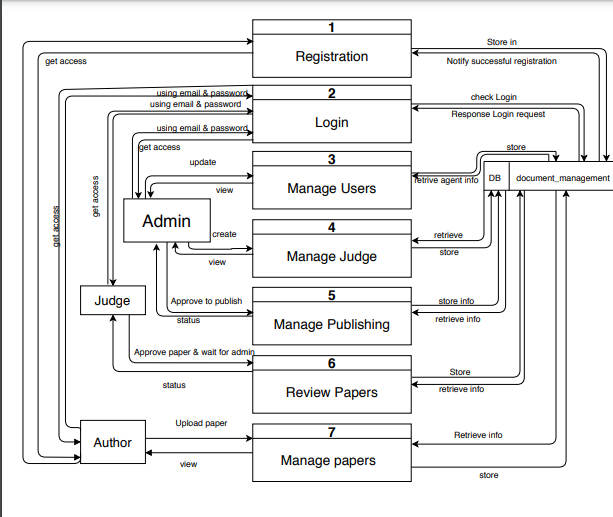 1
Registration
Store in
Notify successful registration
get access
2
Login
using email & password
using email & password
using email & password
check Login
Response Login request
get access
3
Manage Users
update
view
store
retrive agent info
DB
document_management
get access
get access
Admin
4
Manage Judge
create
view
retrieve
store
5
Manage Publishing
Judge
Approve to publish
status
store info
retrieve info
6
Review Papers
Approve paper & wait for admin
status
Store
retrieve info
7
Manage papers
Author
Upload paper
view
Retrieve info
store